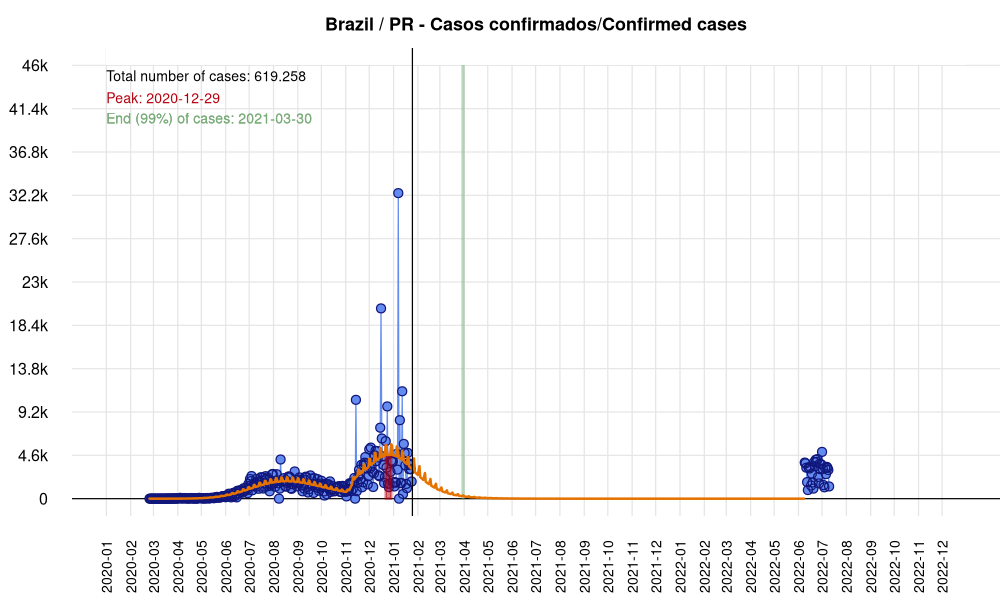 Brazil / PR - Casos confirmados/Confirmed cases
Total number of cases: 619.258
Peak: 2020-12-29
End (99%) of cases: 2021-03-30
46k
41.4k
36.8k
32.2k
27.6k
23k
18.4k
13.8k
9.2k
4.6k
0
2020-01
2020-02
2020-03
2020-04
2020-05
2020-06
2020-07
2020-08
2020-09
2020-10
2020-11
2020-12
2021-01
2021-02
2021-03
2021-04
2021-05
2021-06
2021-07
2021-08
2021-09
2021-10
2021-11
2021-12
2022-01
2022-02
2022-03
2022-04
2022-05
2022-06
2022-07
2022-08
2022-09
2022-10
2022-11
2022-12